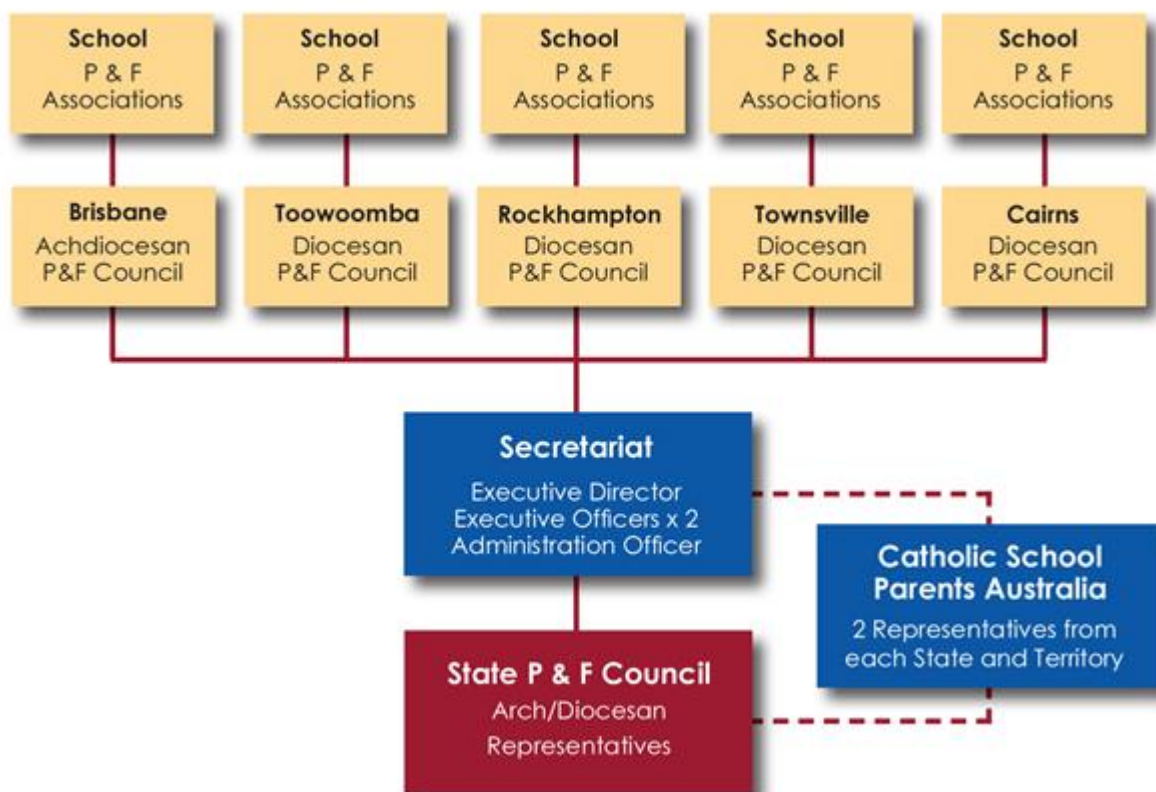 School
P & F
Associations
School
P & F
Associations
School
P & F
Associations
School
P & F
Associations
School
P & F
Associations
Brisbane
Achdiocesan
P&F Council
Toowoomba
Diocesan
P&F Council
Rockhampton
Diocesan
P&F Council
Townsville
Diocesan
P&F Council
Cairns
Diocesan
P&F Council
Secretariat
Executive Director
Executive Officers x 2
Administration Officer
Catholic School
Parents Australia
2 Representatives from
each State and Territory
State P & F Council
Arch/Diocesan
Representatives